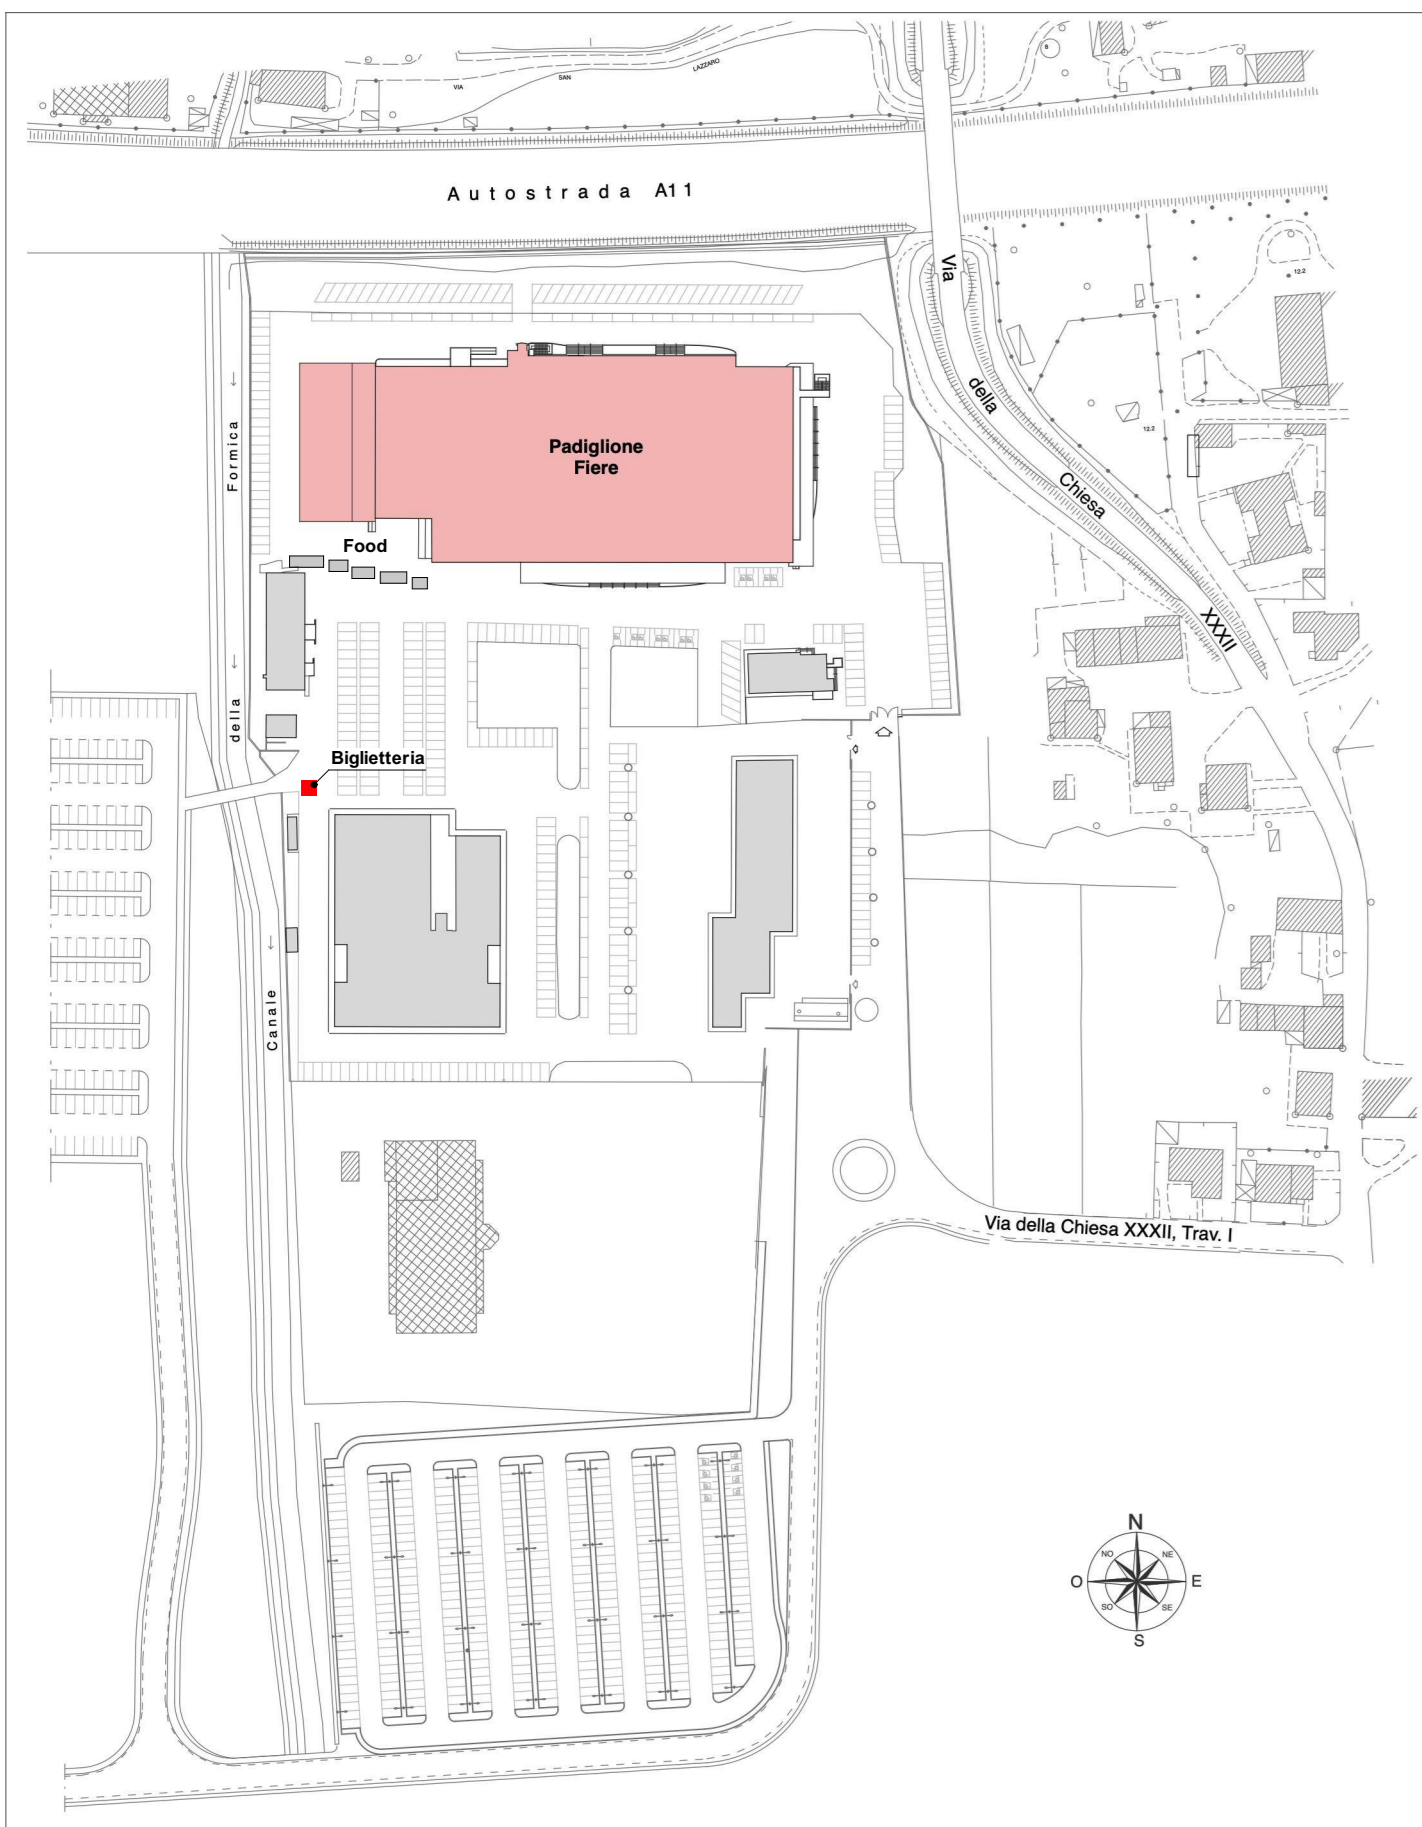 VIA SAN LAZZARO
8
Autostrada A11
Via della Chiesa XXXII
12.2
12.2
Padiglione
Fiere
Food
Canale della Formica
Biglietteria
Via della Chiesa XXXII, Trav. I
N
NO NE
O E
SO SE
S